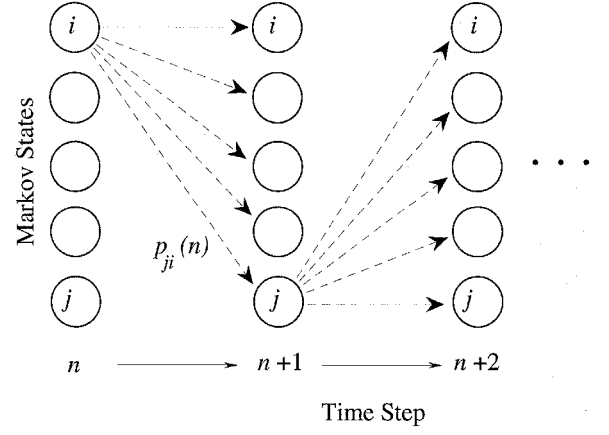 i i i
Markov States
p_ji (n)
j j j
n n+1 n+2
Time Step